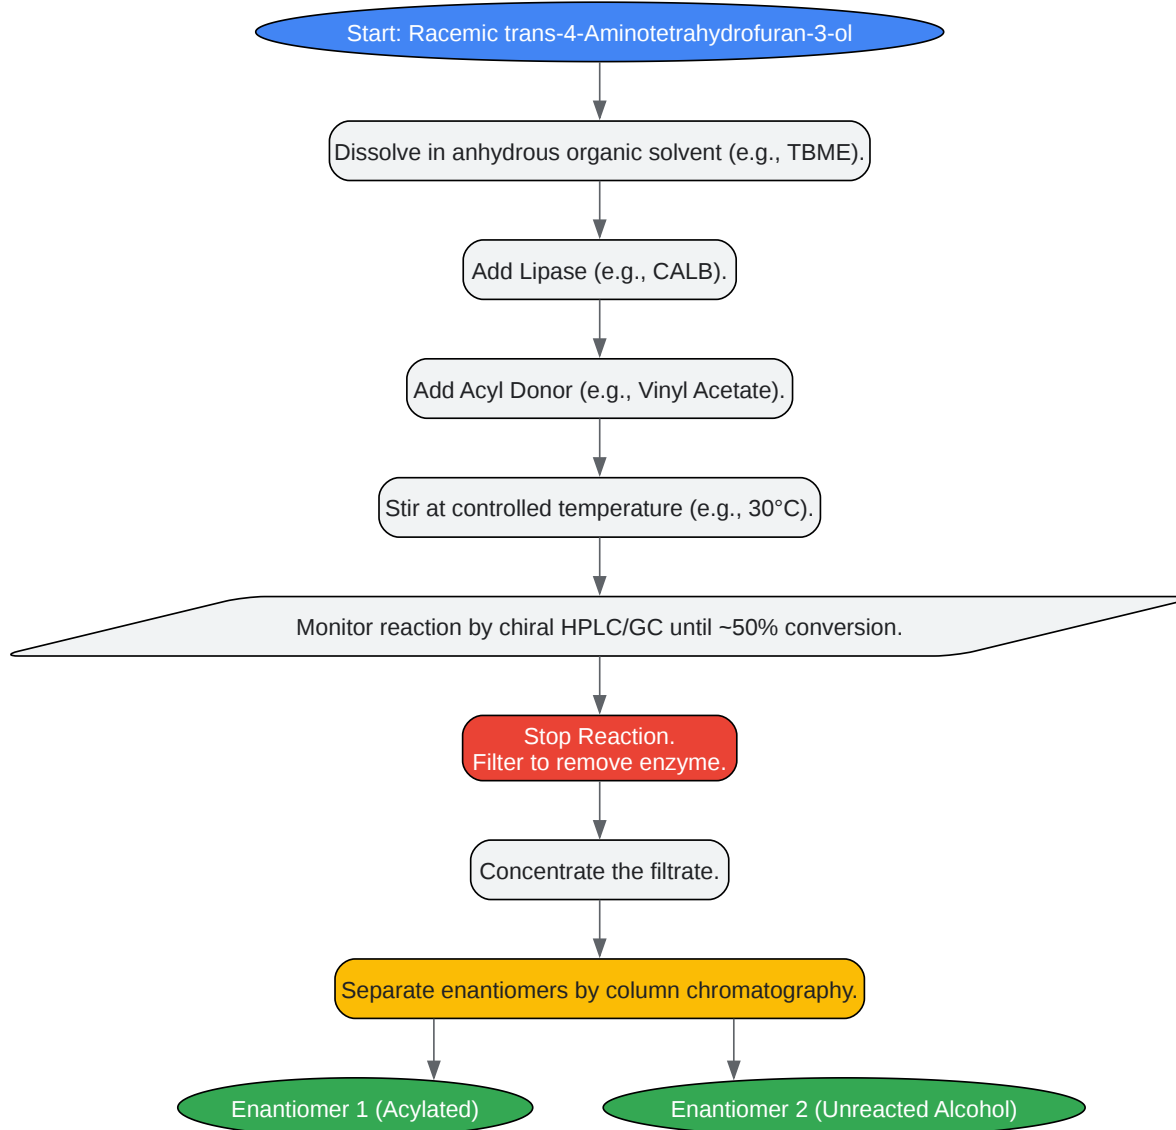 Start: Racemic trans-4-Aminotetrahydrofuran-3-ol
Dissolve in anhydrous organic solvent (e.g., TBME).
Add Lipase (e.g., CALB).
Add Acyl Donor (e.g., Vinyl Acetate).
Stir at controlled temperature (e.g., 30°C).
Monitor reaction by chiral HPLC/GC until ~50% conversion.
Stop Reaction.
Filter to remove enzyme.
Concentrate the filtrate.
Separate enantiomers by column chromatography.
Enantiomer 1 (Acylated)
Enantiomer 2 (Unreacted Alcohol)